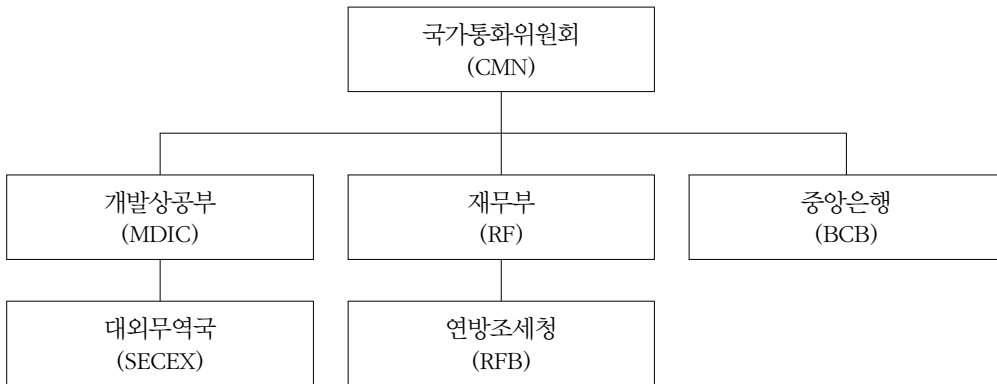 국가통화위원회
(CMN)
개발상공부
(MDIC)
재무부
(RF)
중앙은행
(BCB)
대외무역국
(SECEX)
연방조세청
(RFB)